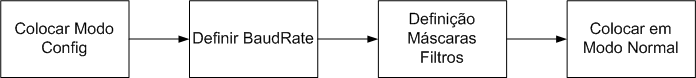 Colocar Modo
Config
Definir BaudRate
Definição
Máscaras
Filtros
Colocar em
Modo Normal